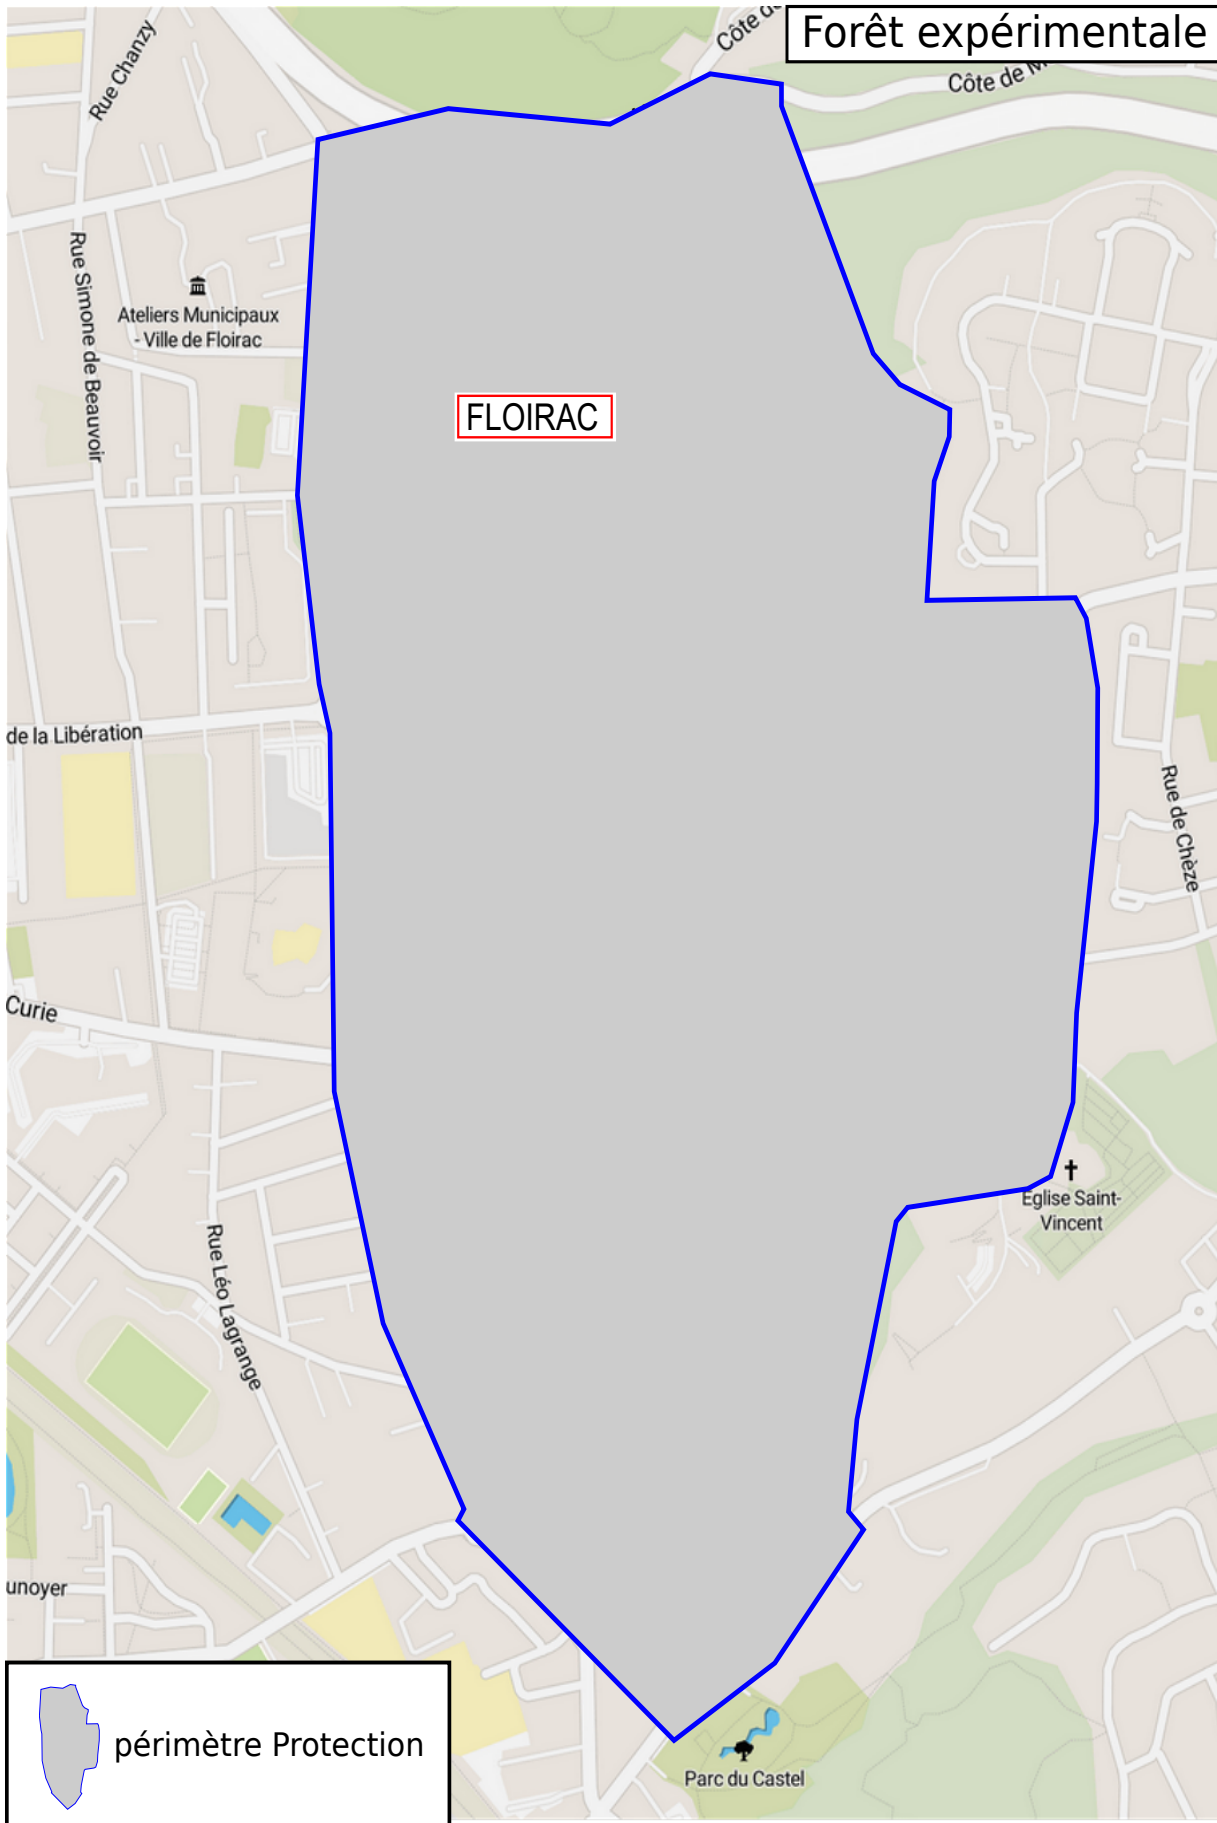 Forêt expérimentale
Côte de
Côte de M
Rue Chanzy
Rue Simone de Beauvoir
Ateliers Municipaux
- Ville de Floirac
FLOIRAC
de la Libération
Rue de Chèze
Curie
Eglise Saint-
Vincent
Rue Léo Lagrange
unoyer
périmètre Protection
Parc du Castel